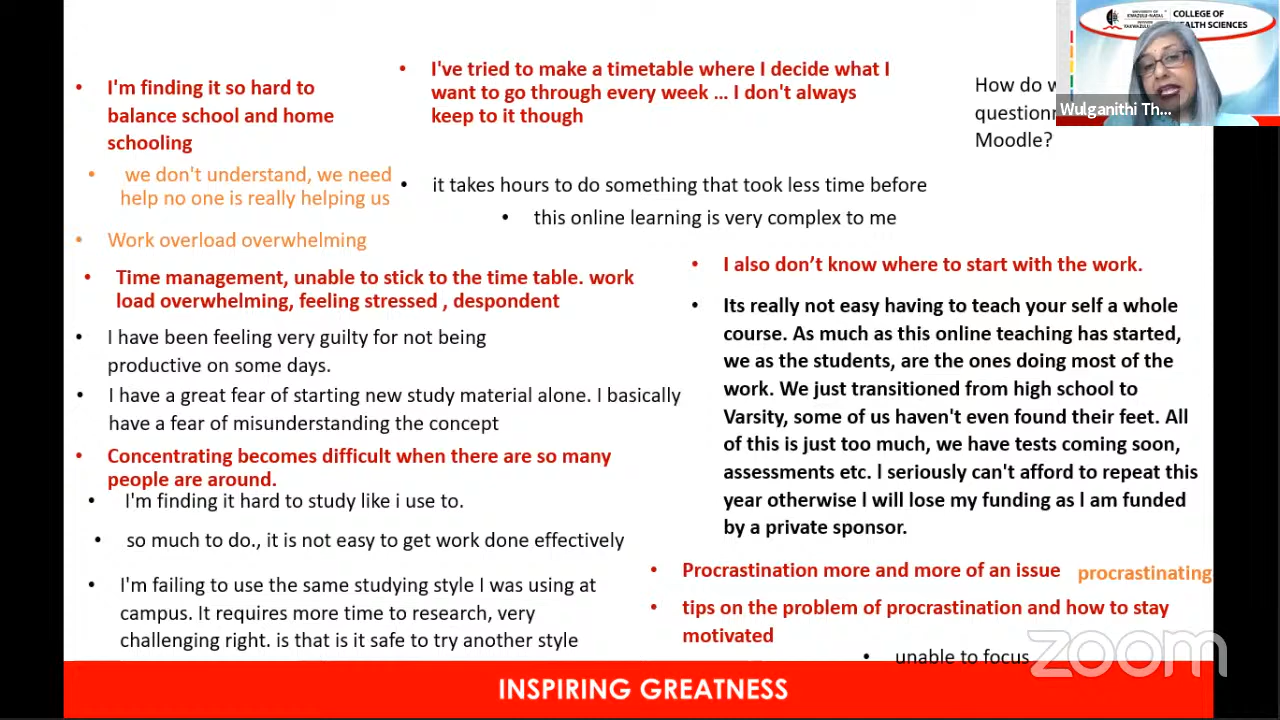 • I'm finding it so hard to
balance school and home
schooling
• we don't understand, we need
help no one is really helping us
• Work overload overwhelming
• Time management, unable to stick to the time table. work
load overwhelming, feeling stressed , despondent
• I have been feeling very guilty for not being
productive on some days.
• I have a great fear of starting new study material alone. I basically
have a fear of misunderstanding the concept
• Concentrating becomes difficult when there are so many
people are around.
• I'm finding it hard to study like i use to.
• so much to do., it is not easy to get work done effectively
• I'm failing to use the same studying style I was using at
campus. It requires more time to research, very
challenging right. is that is it safe to try another style
• I've tried to make a timetable where I decide what I
want to go through every week ... I don't always
keep to it though
• it takes hours to do something that took less time before
• this online learning is very complex to me
How do
Moodle?
• I also don’t know where to start with the work.
• Its really not easy having to teach your self a whole
course. As much as this online teaching has started,
we as the students, are the ones doing most of the
work. We just transitioned from high school to
Varsity, some of us haven't even found their feet. All
of this is just too much, we have tests coming soon,
assessments etc. I seriously can't afford to repeat this
year otherwise I will lose my funding as I am funded
by a private sponsor.
• Procrastination more and more of an issue
procrastinating
• tips on the problem of procrastination and how to stay
motivated
• unable to focus
UNIVERSITY OF
KWAZULU-NATAL
COLLEGE OF
HEALTH SCIENCES
Wulganithi Th...
zoom
INSPIRING GREATNESS